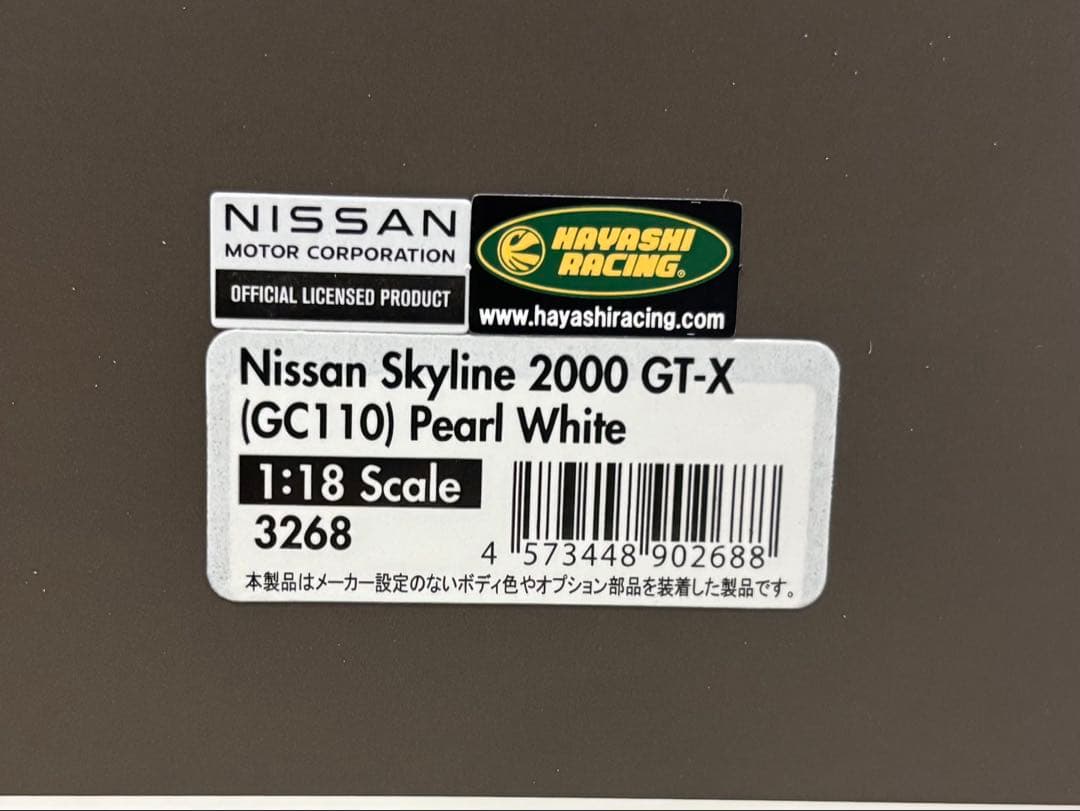 NISSAN
MOTOR CORPORATION
OFFICIAL LICENSED PRODUCT
HAYASHI
RACING®
www.hayashiracing.com
Nissan Skyline 2000 GT-X
(GC110) Pearl White
1:18 Scale
3268
4 573448 902688
本製品はメーカー設定のないボディ色やオプション部品を装着した製品です。